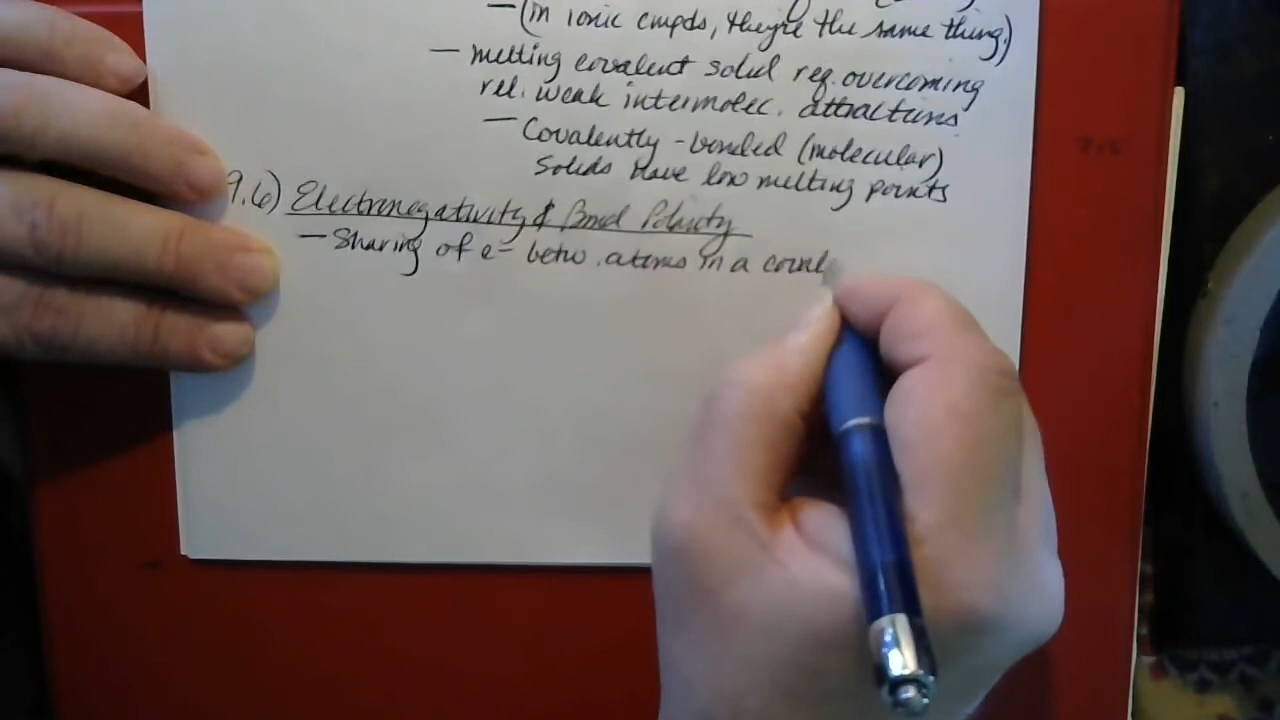 — (in ionic cmpds, they're the same thing.)
— melting covalent solid req. overcoming
rel. weak intermolec. attractions
— Covalently-bonded (molecular)
solids have low melting points
9.6) Electronegativity & Bond Polarity
— Sharing of e- betw. atoms in a